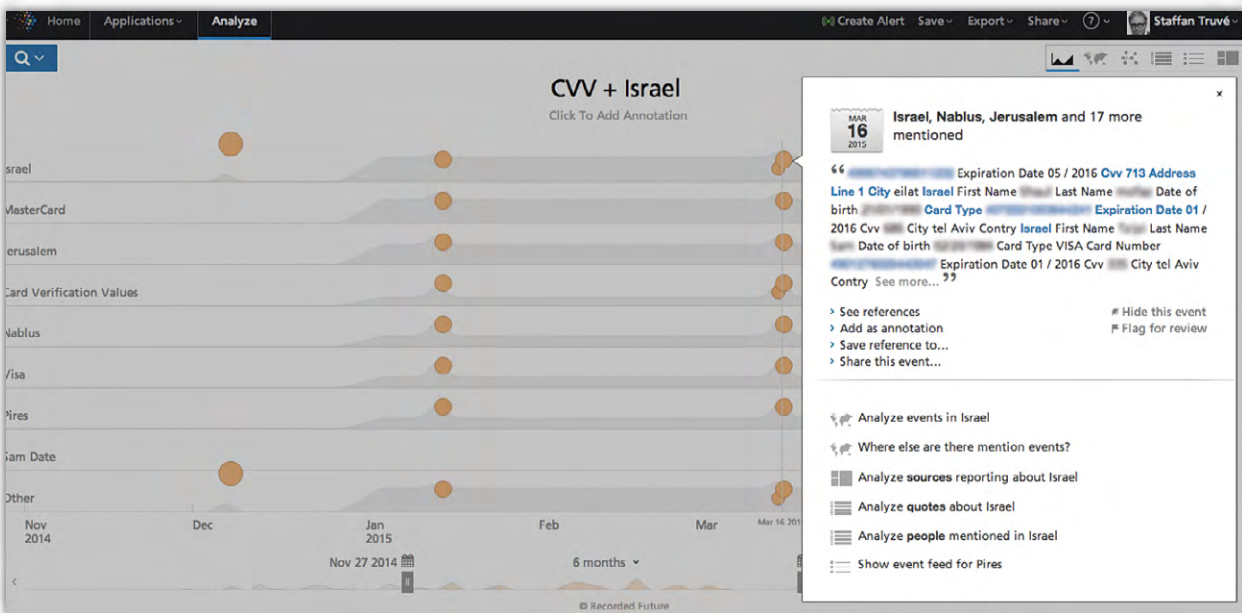 Home Applications Analyze Create Alert Save Export Share ? Staffan Truvé
CVV + Israel
Click To Add Annotation
srael
MasterCard
erusalem
Card Verification Values
Nablus
Visa
Pires
Sam Date
Other
Nov Dec Jan Feb Mar Mar 16 201
2014 2015
Nov 27 2014 6 months
© Recorded Future
x
MAR
16
2015
Israel, Nablus, Jerusalem and 17 more
mentioned
“ Expiration Date 05 / 2016 Cvv 713 Address
Line 1 City eilat Israel First Name Last Name Date of
birth Card Type Expiration Date 01 /
2016 Cvv City tel Aviv Contry Israel First Name Last Name
Date of birth Card Type VISA Card Number
Expiration Date 01 / 2016 Cvv City tel Aviv
Contry See more... ”
› See references
› Add as annotation
› Save reference to...
› Share this event...
Hide this event
Flag for review
Analyze events in Israel
Where else are there mention events?
Analyze sources reporting about Israel
Analyze quotes about Israel
Analyze people mentioned in Israel
Show event feed for Pires